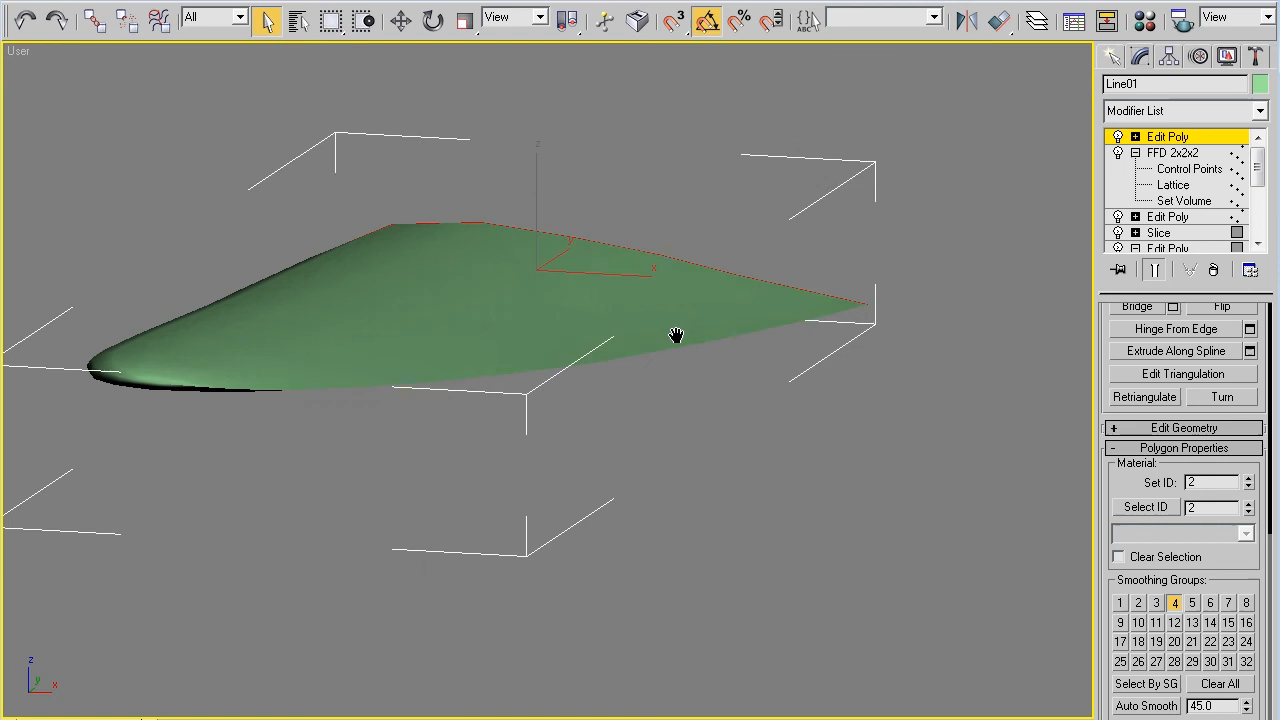 All
View
3
%
{}
ABC
View
User
Line01
Modifier List
Edit Poly
FFD 2x2x2
Control Points
Lattice
Set Volume
Edit Poly
Slice
Edit Poly
z
y
x
Bridge Flip
Hinge From Edge
Extrude Along Spline
Edit Triangulation
Retriangulate Turn
+ Edit Geometry
- Polygon Properties
Material:
Set ID: 2
Select ID 2
Clear Selection
Smoothing Groups:
1 2 3 4 5 6 7 8
9 10 11 12 13 14 15 16
17 18 19 20 21 22 23 24
25 26 27 28 29 30 31 32
Select By SG Clear All
Auto Smooth 45.0
z
y
x